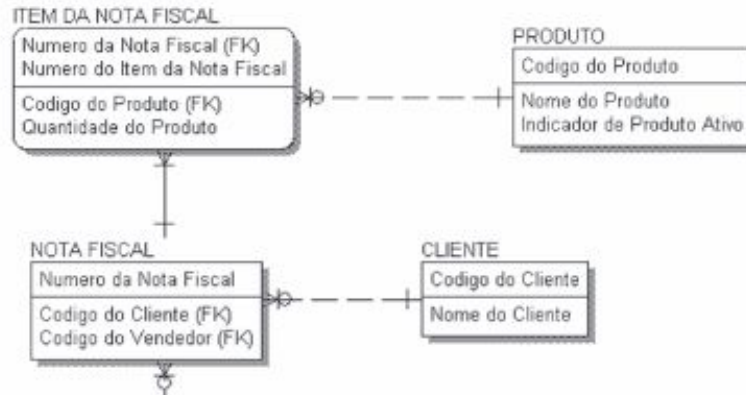 ITEM DA NOTA FISCAL
Numero da Nota Fiscal (FK)
Numero do Item da Nota Fiscal
Codigo do Produto (FK)
Quantidade do Produto
PRODUTO
Codigo do Produto
Nome do Produto
Indicador de Produto Ativo
NOTA FISCAL
Numero da Nota Fiscal
Codigo do Cliente (FK)
Codigo do Vendedor (FK)
CLIENTE
Codigo do Cliente
Nome do Cliente